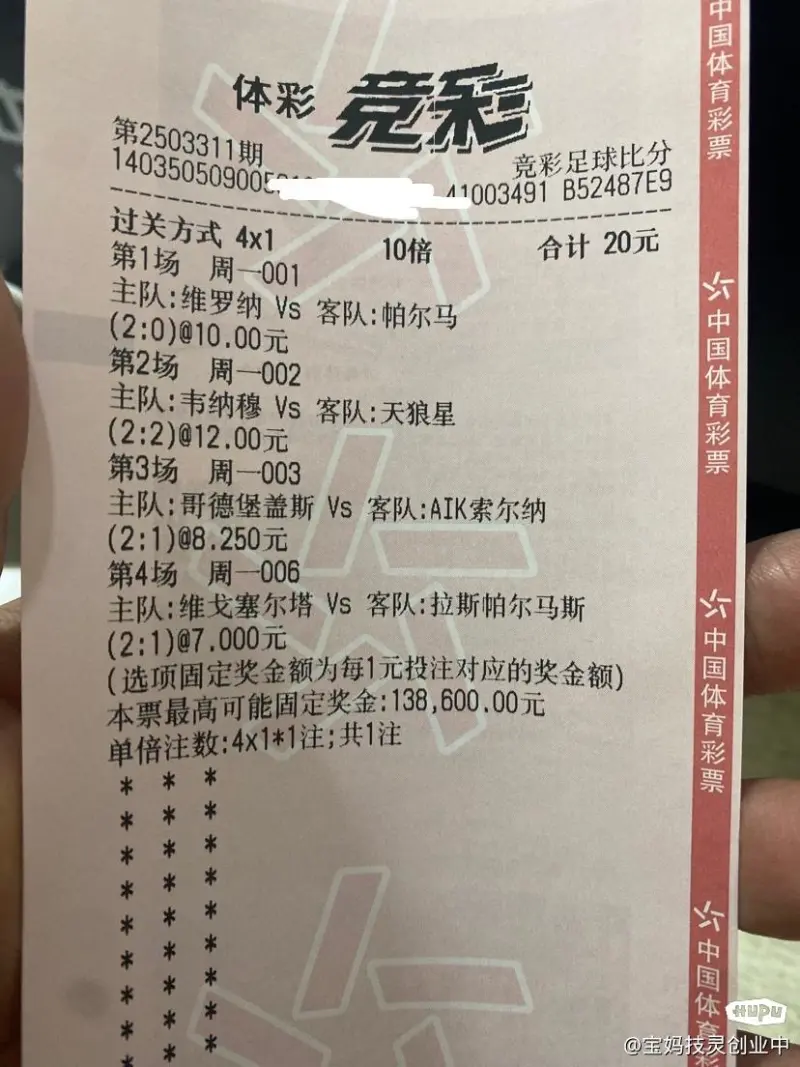 体彩 竞彩
第2503311期
竞彩足球比分
140350509005
41003491 B52487E9
过关方式 4x1 10倍 合计 20元
第1场 周一001
主队:维罗纳 Vs 客队:帕尔马
(2:0)@10.00元
第2场 周一002
主队:韦纳穆 Vs 客队:天狼星
(2:2)@12.00元
第3场 周一003
主队:哥德堡盖斯 Vs 客队:AIK索尔纳
(2:1)@8.250元
第4场 周一006
主队:维戈塞尔塔 Vs 客队:拉斯帕尔马斯
(2:1)@7.000元
(选项固定奖金额为每1元投注对应的奖金额)
本票最高可能固定奖金:138,600.00元
单倍注数:4x1*1注;共1注
* * *
* * *
* * *
* * *
* * *
* * *
* * *
* * *
*
中国体育彩票
中国体育彩票
中国体育彩票
中国体育彩
HUPU
@宝妈技灵创业中